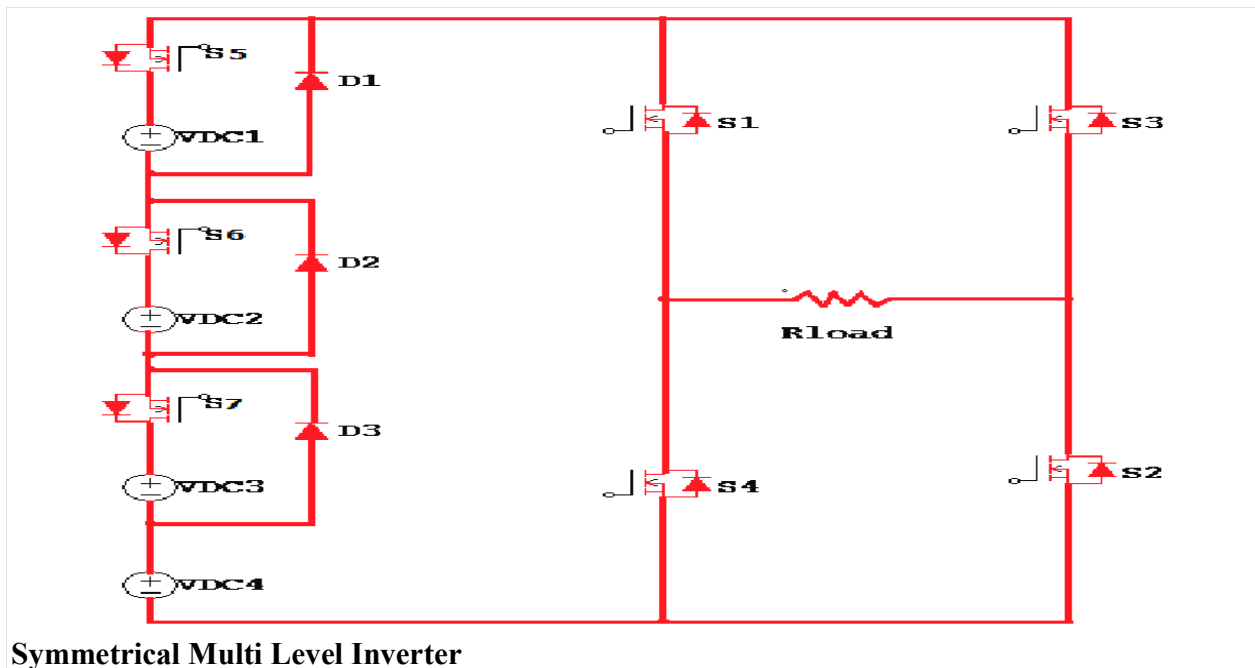 S5
D1
VDC1
S1
S3
S6
D2
VDC2
Rload
S7
D3
VDC3
S4
S2
VDC4
Symmetrical Multi Level Inverter